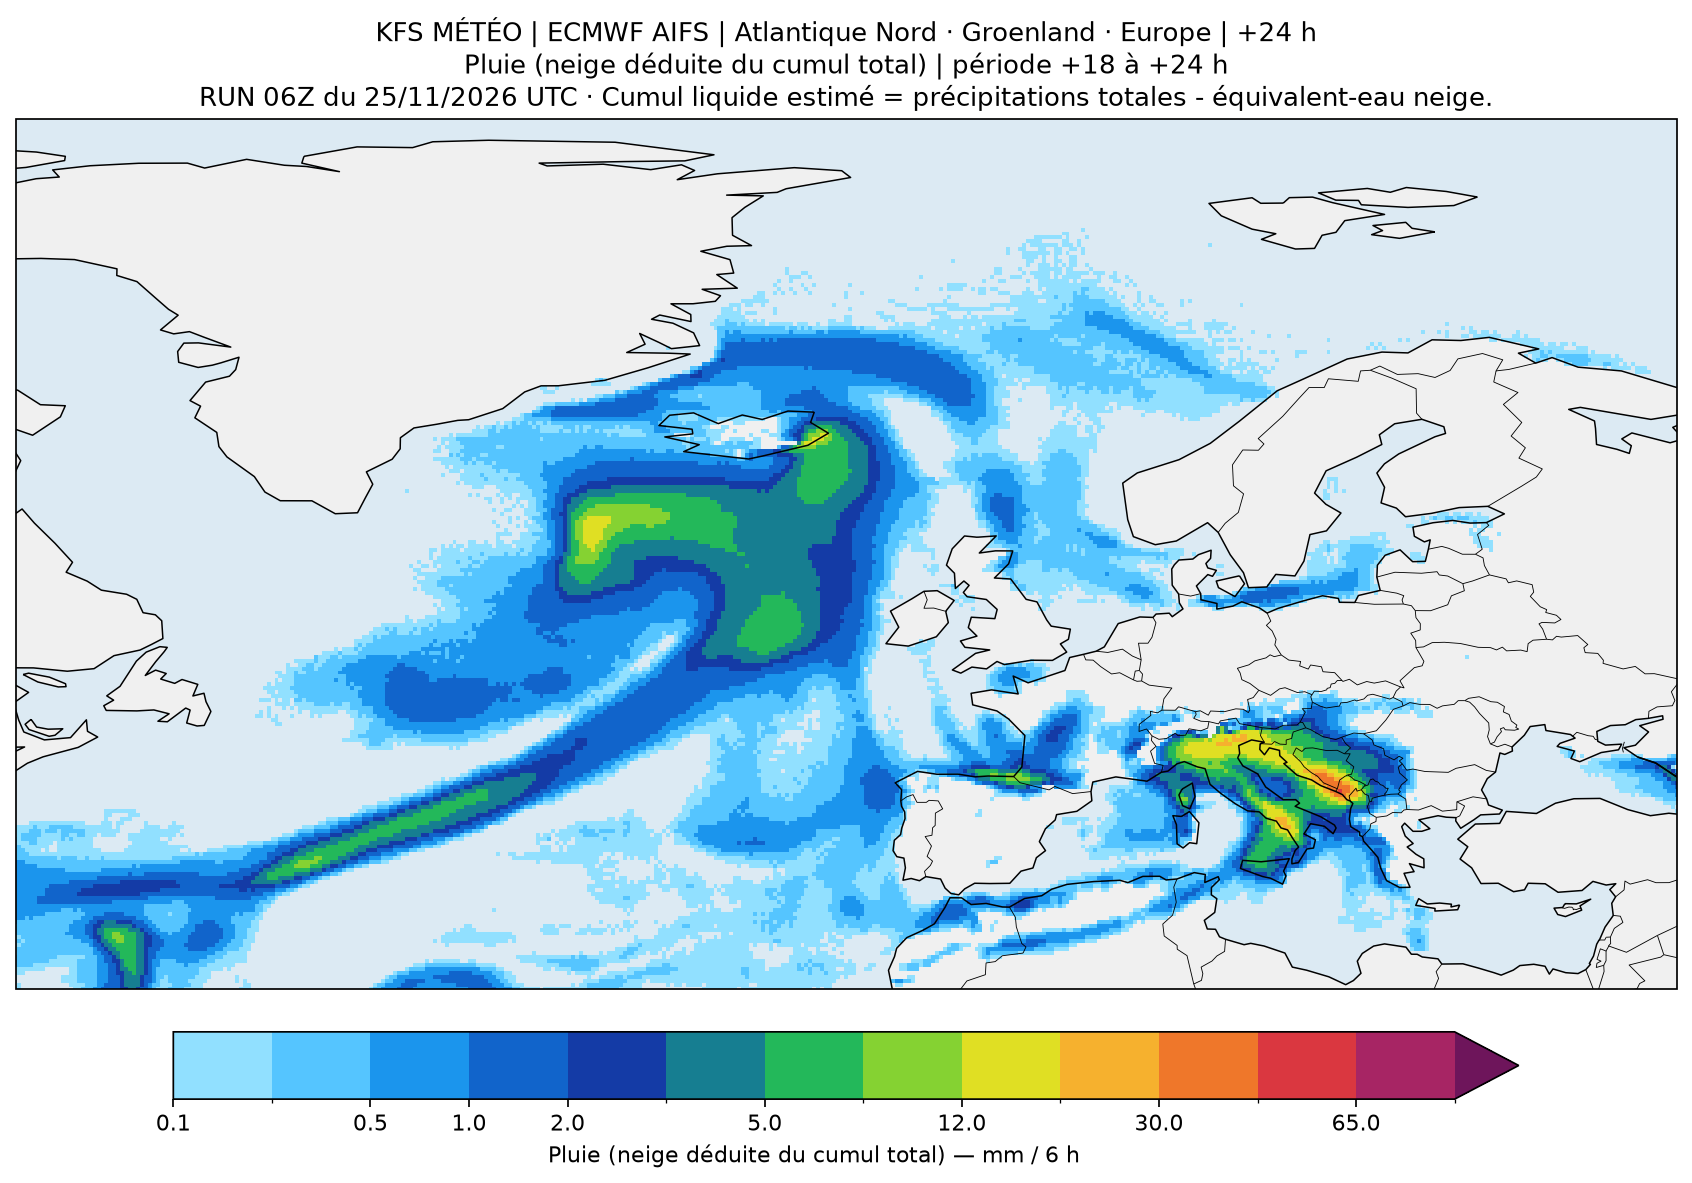 KFS MÉTÉO | ECMWF AIFS | Atlantique Nord · Groenland · Europe | +24 h
Pluie (neige déduite du cumul total) | période +18 à +24 h
RUN 06Z du 25/11/2026 UTC · Cumul liquide estimé = précipitations totales - équivalent-eau neige.
0.1 0.5 1.0 2.0 5.0 12.0 30.0 65.0
Pluie (neige déduite du cumul total) — mm / 6 h